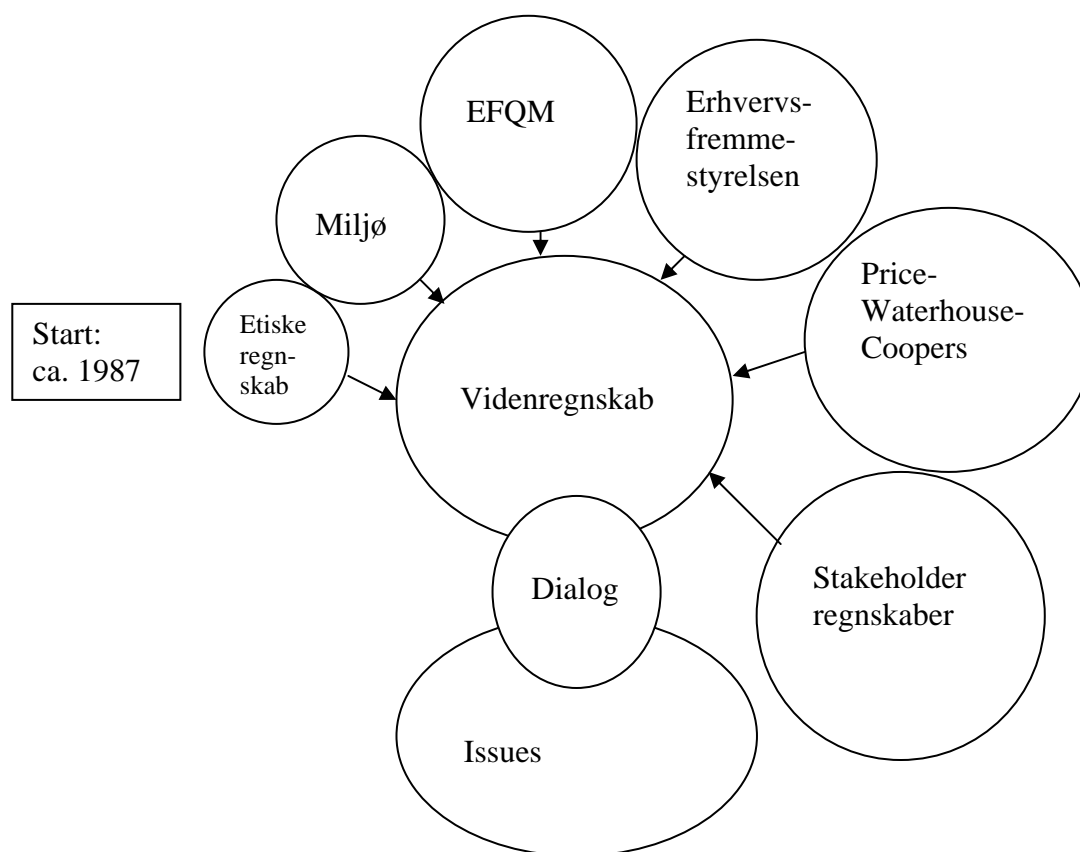 Start:
ca. 1987
Etiske
regn-
skab
Miljø
EFQM
Erhvervs-
fremme-
styrelsen
Price-
Waterhouse-
Coopers
Stakeholder
regnskaber
Videnregnskab
Dialog
Issues